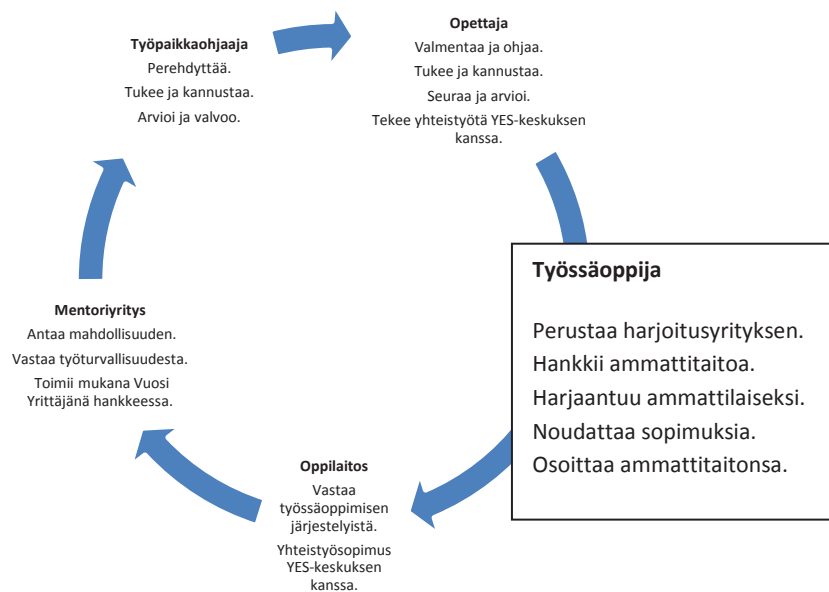 Työpaikkaohjaaja
Perehdyttää.
Tukee ja kannustaa.
Arvioi ja valvoo.
Opettaja
Valmentaa ja ohjaa.
Tukee ja kannustaa.
Seuraa ja arvioi.
Tekee yhteistyötä YES-keskuksen
kanssa.
Työssäoppija
Perustaa harjoitusyrityksen.
Hankkii ammattitaitoa.
Harjaantuu ammattilaiseksi.
Noudattaa sopimuksia.
Osoittaa ammattitaitonsa.
Oppilaitos
Vastaa
työssäoppimisen
järjestelyistä.
Yhteistyösopimus
YES-keskuksen
kanssa.
Mentoriyritys
Antaa mahdollisuuden.
Vastaa työturvallisuudesta.
Toimii mukana Vuosi
Yrittäjänä hankkeessa.